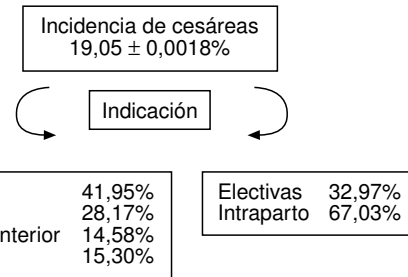 Incidencia de cesáreas
19,05 ± 0,0018%
Indicación
41,95%
28,17%
14,58%
15,30%
Electivas 32,97%
Intraparto 67,03%